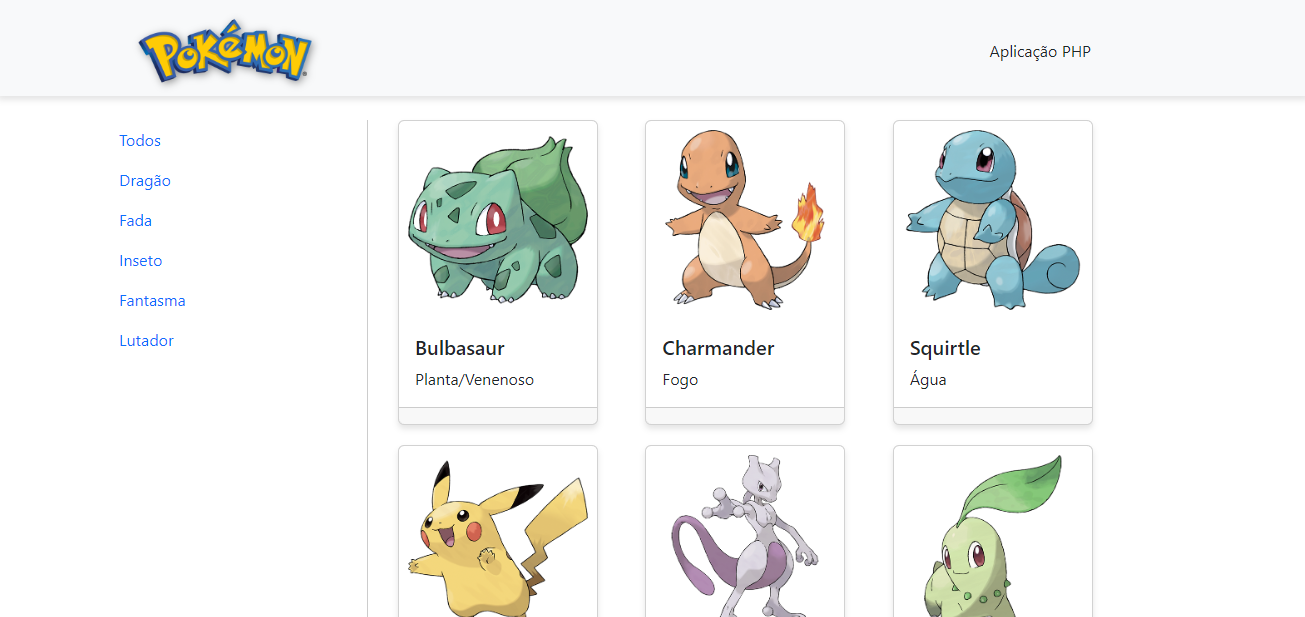 POKéMON
Aplicação PHP
Todos
Dragão
Fada
Inseto
Fantasma
Lutador
Bulbasaur
Planta/Venenoso
Charmander
Fogo
Squirtle
Água